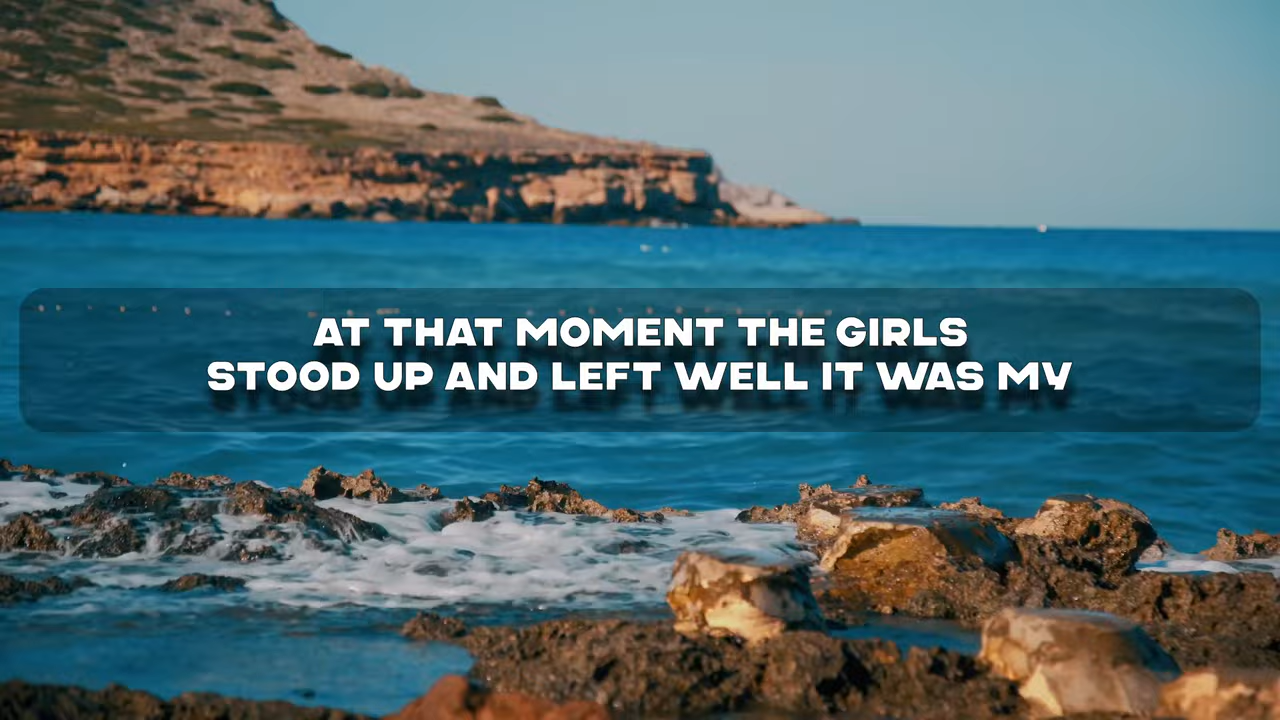 AT THAT MOMENT THE GIRLS
STOOD UP AND LEFT WELL IT WAS MY